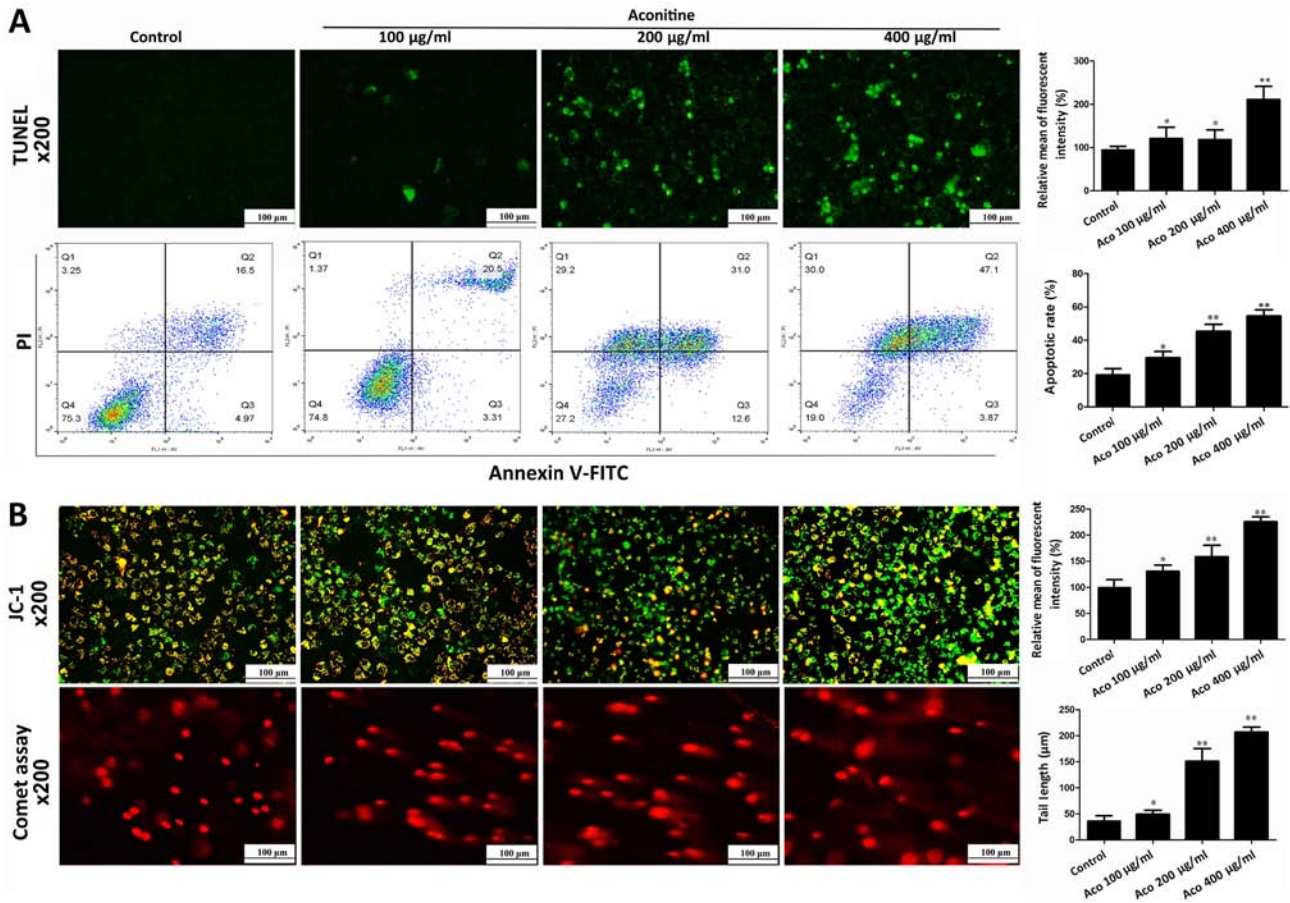 A
Aconitine
Control
100 μg/ml
200 μg/ml
400 μg/ml
TUNEL
x200
100 μm
100 μm
100 μm
100 μm
Relative mean of fluorescent
intensity (%)
300
200
100
0
*
*
**
Control
Aco 100 μg/ml
Aco 200 μg/ml
Aco 400 μg/ml
PI
Q1
3.25
Q2
16.5
Q4
75.3
Q3
4.97
Q1
1.37
Q2
20.5
Q4
74.8
Q3
3.31
Q1
29.2
Q2
31.0
Q4
27.2
Q3
12.6
Q1
30.0
Q2
47.1
Q4
19.0
Q3
3.87
Annexin V-FITC
Apoptotic rate (%)
80
60
40
20
0
*
**
**
Control
Aco 100 μg/ml
Aco 200 μg/ml
Aco 400 μg/ml
B
JC-1
x200
100 μm
100 μm
100 μm
100 μm
Relative mean of fluorescent
intensity (%)
250
200
150
100
50
0
*
**
**
Control
Aco 100 μg/ml
Aco 200 μg/ml
Aco 400 μg/ml
Comet assay
x200
100 μm
100 μm
100 μm
100 μm
Tail length (μm)
250
200
150
100
50
0
*
**
**
Control
Aco 100 μg/ml
Aco 200 μg/ml
Aco 400 μg/ml